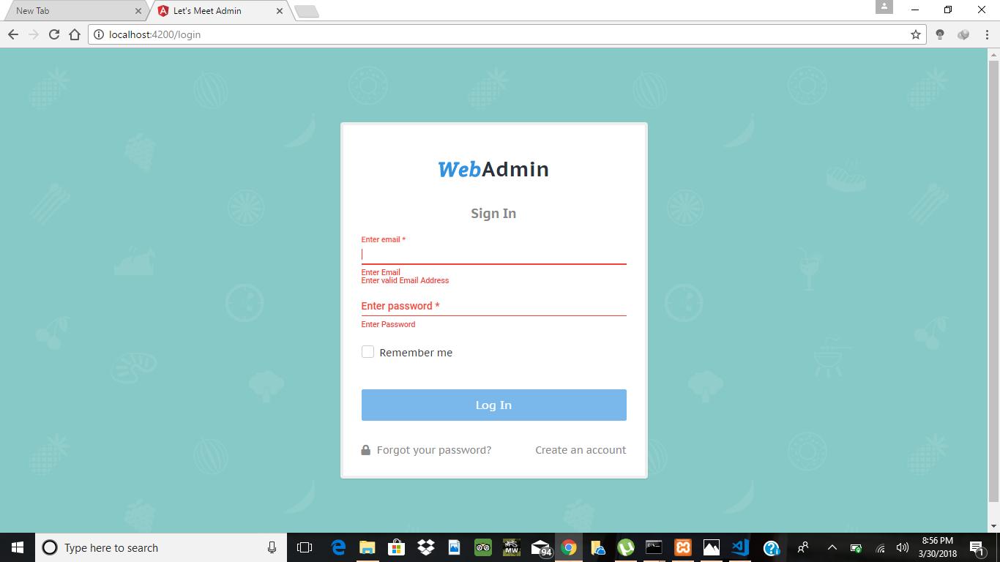 New Tab
Let's Meet Admin
localhost:4200/login
WebAdmin
Sign In
Enter email *
Enter Email
Enter valid Email Address
Enter password *
Enter Password
Remember me
Log In
Forgot your password?
Create an account
Type here to search
MW
94
8:56 PM
3/30/2018
1